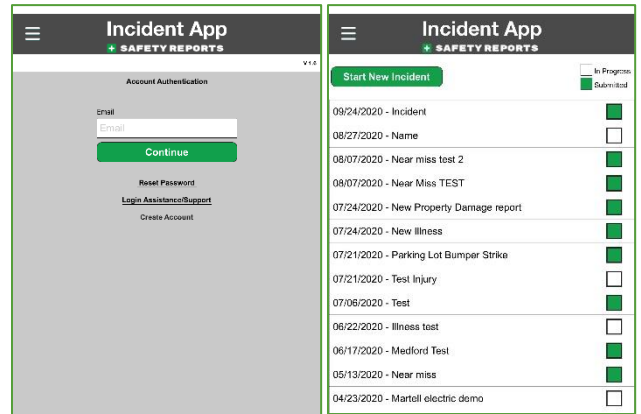 Incident App
SAFETY REPORTS
V 1.6
Account Authentication
Email
Email
Continue
Reset Password
Login Assistance/Support
Create Account
Incident App
SAFETY REPORTS
Start New Incident
In Progress
Submitted
09/24/2020 - Incident
08/27/2020 - Name
08/07/2020 - Near miss test 2
08/07/2020 - Near Miss TEST
07/24/2020 - New Property Damage report
07/24/2020 - New Illness
07/21/2020 - Parking Lot Bumper Strike
07/21/2020 - Test Injury
07/06/2020 - Test
06/22/2020 - Illness test
06/17/2020 - Medford Test
05/13/2020 - Near miss
04/23/2020 - Martell electric demo